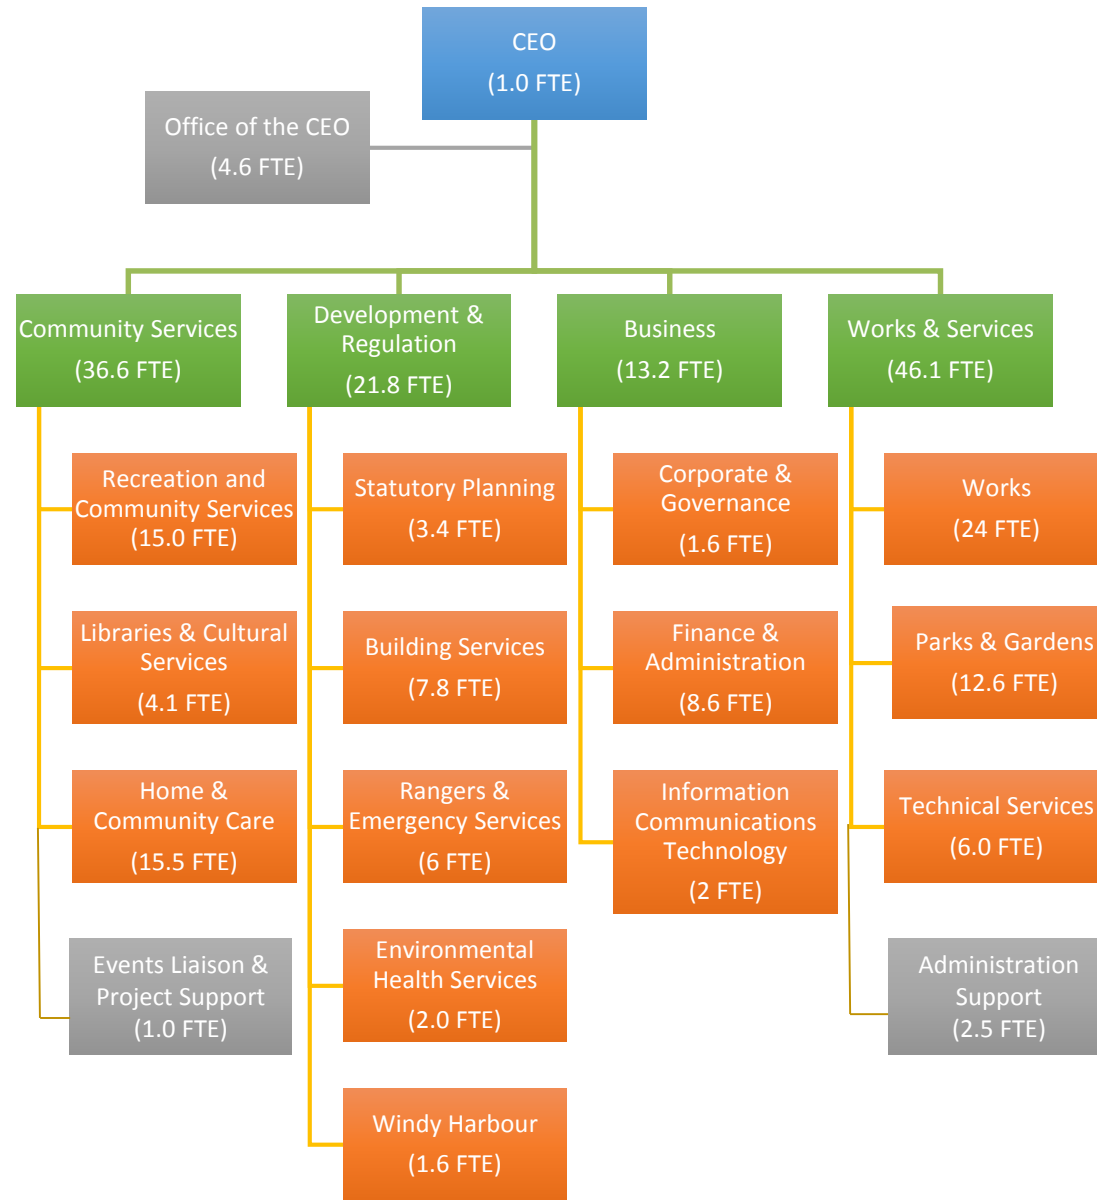 CEO
(1.0 FTE)
Office of the CEO
(4.6 FTE)
Community Services
(36.6 FTE)
Development &
Regulation
(21.8 FTE)
Business
(13.2 FTE)
Works & Services
(46.1 FTE)
Recreation and
Community Services
(15.0 FTE)
Libraries & Cultural
Services
(4.1 FTE)
Home &
Community Care
(15.5 FTE)
Events Liaison &
Project Support
(1.0 FTE)
Statutory Planning
(3.4 FTE)
Building Services
(7.8 FTE)
Rangers &
Emergency Services
(6 FTE)
Environmental
Health Services
(2.0 FTE)
Windy Harbour
(1.6 FTE)
Corporate &
Governance
(1.6 FTE)
Finance &
Administration
(8.6 FTE)
Information
Communications
Technology
(2 FTE)
Works
(24 FTE)
Parks & Gardens
(12.6 FTE)
Technical Services
(6.0 FTE)
Administration
Support
(2.5 FTE)